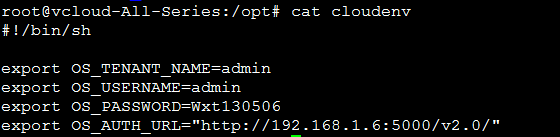 root@vcloud-All-Series:/opt# cat cloudenv
#!/bin/sh
export OS_TENANT_NAME=admin
export OS_USERNAME=admin
export OS_PASSWORD=Wxt130506
export OS_AUTH_URL="http://192.168.1.6:5000/v2.0/"